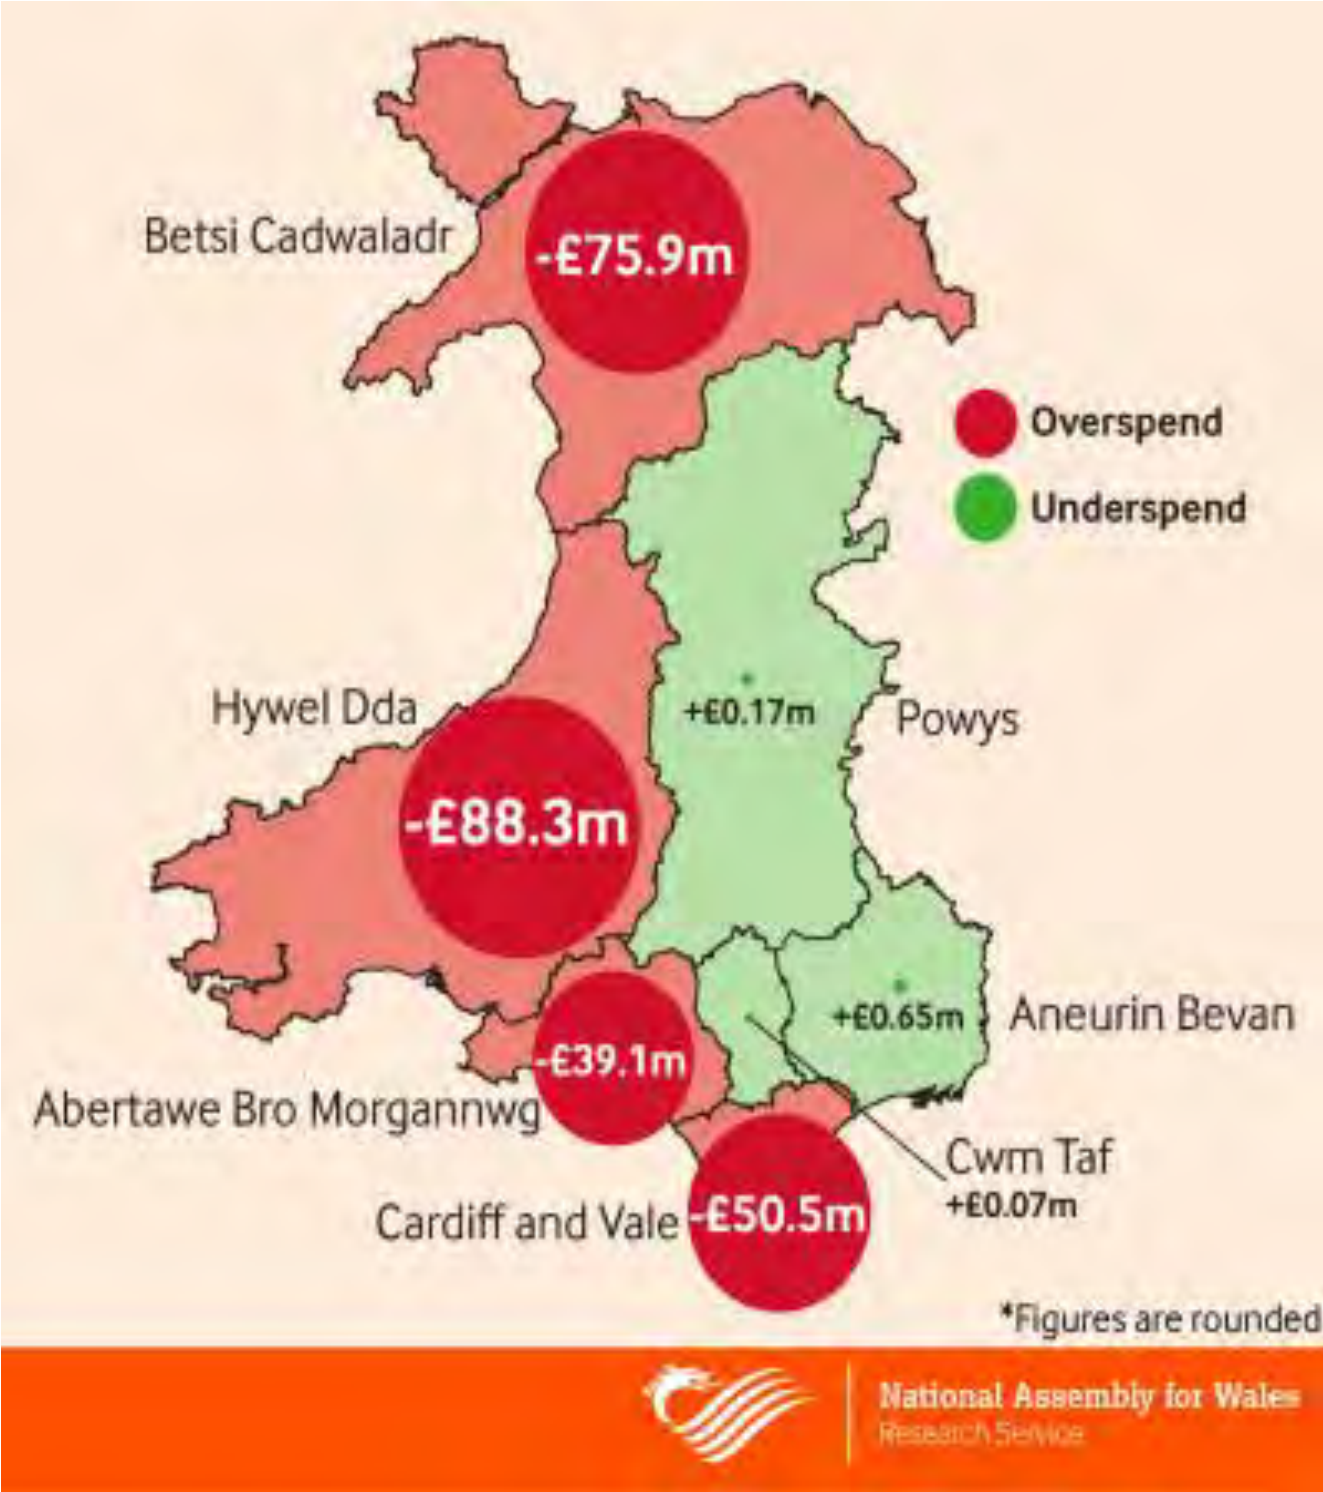 Betsi Cadwaladr
-£75.9m
Overspend
Underspend
Hywel Dda
+£0.17m
Powys
-£88.3m
+£0.65m
Aneurin Bevan
-£39.1m
Abertawe Bro Morgannwg
Cwm Taf
+£0.07m
Cardiff and Vale
-£50.5m
*Figures are rounded
National Assembly for Wales
Research Service